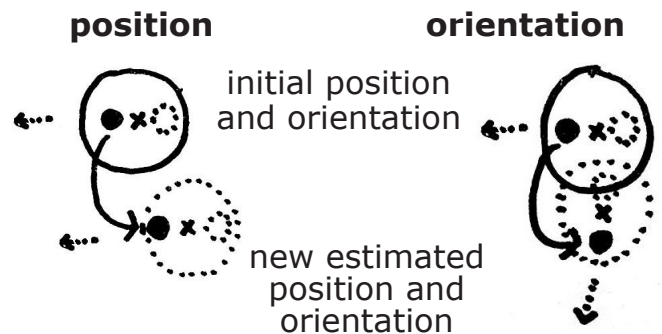 position
orientation
initial position
and orientation
new estimated
position and
orientation